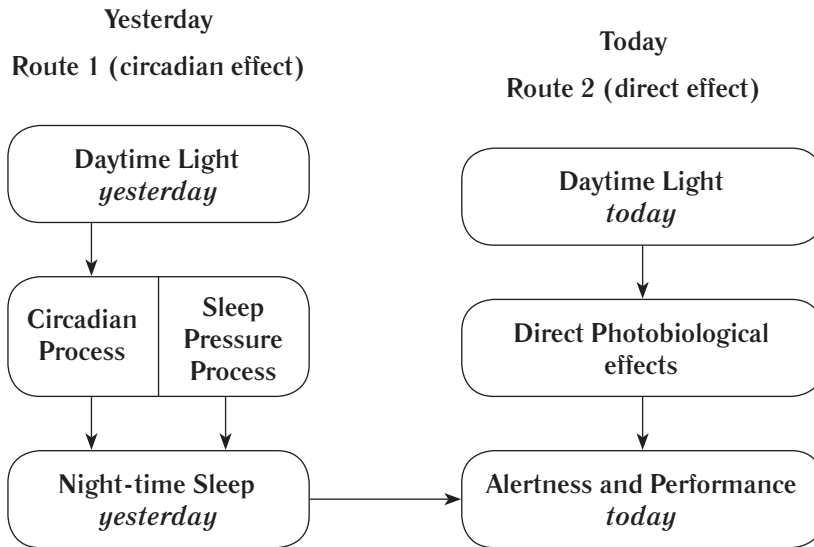 Yesterday
Route 1 (circadian effect)
Daytime Light
yesterday
Circadian
Process
Sleep
Pressure
Process
Night-time Sleep
yesterday
Today
Route 2 (direct effect)
Daytime Light
today
Direct Photobiological
effects
Alertness and Performance
today